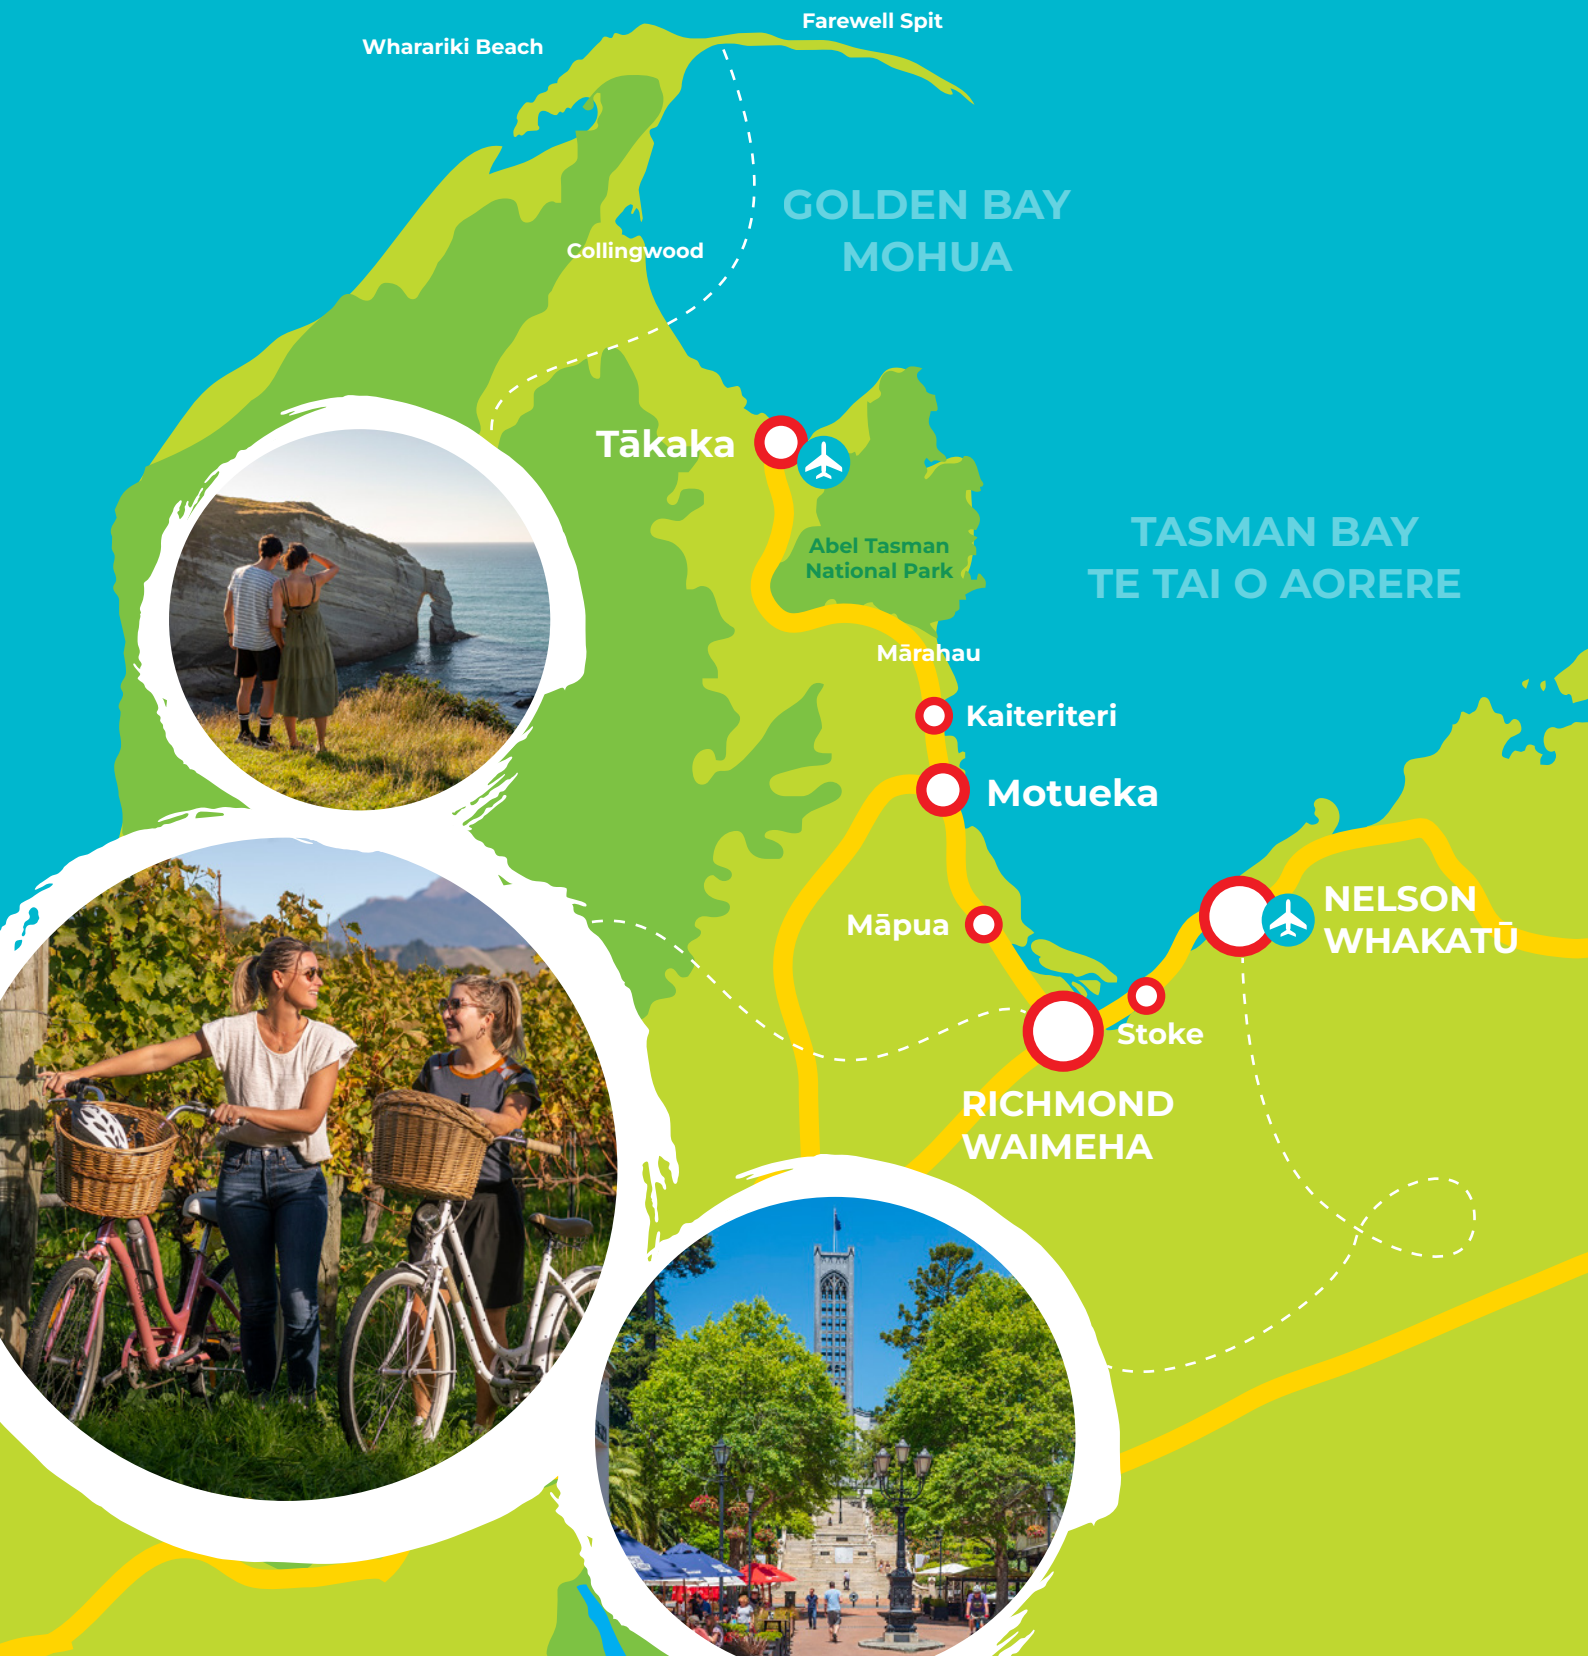 Farewell Spit
Wharariki Beach
GOLDEN BAY
MOHUA
Collingwood
Tākaka
TASMAN BAY
TE TAI O AORERE
Abel Tasman
National Park
Mārahau
Kaiteriteri
Motueka
NELSON
WHAKATŪ
Māpua
Stoke
RICHMOND
WAIMEHA